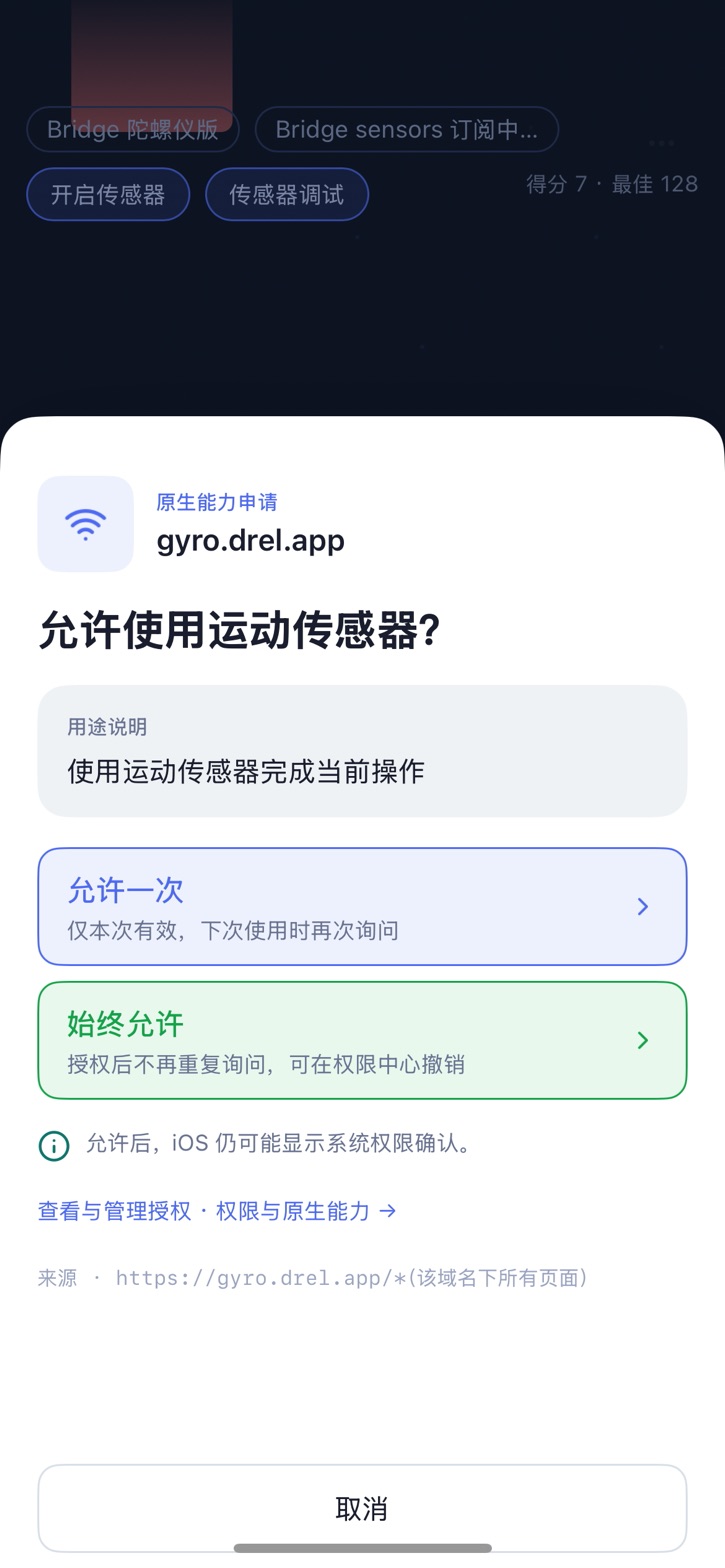 Bridge 陀螺仪版
Bridge sensors 订阅中...
开启传感器
传感器调试
得分 7 · 最佳 128
原生能力申请
gyro.drel.app
允许使用运动传感器?
用途说明
使用运动传感器完成当前操作
允许一次
仅本次有效，下次使用时再次询问
始终允许
授权后不再重复询问，可在权限中心撤销
允许后，iOS 仍可能显示系统权限确认。
查看与管理授权 · 权限与原生能力 →
来源 · https://gyro.drel.app/*(该域名下所有页面)
取消